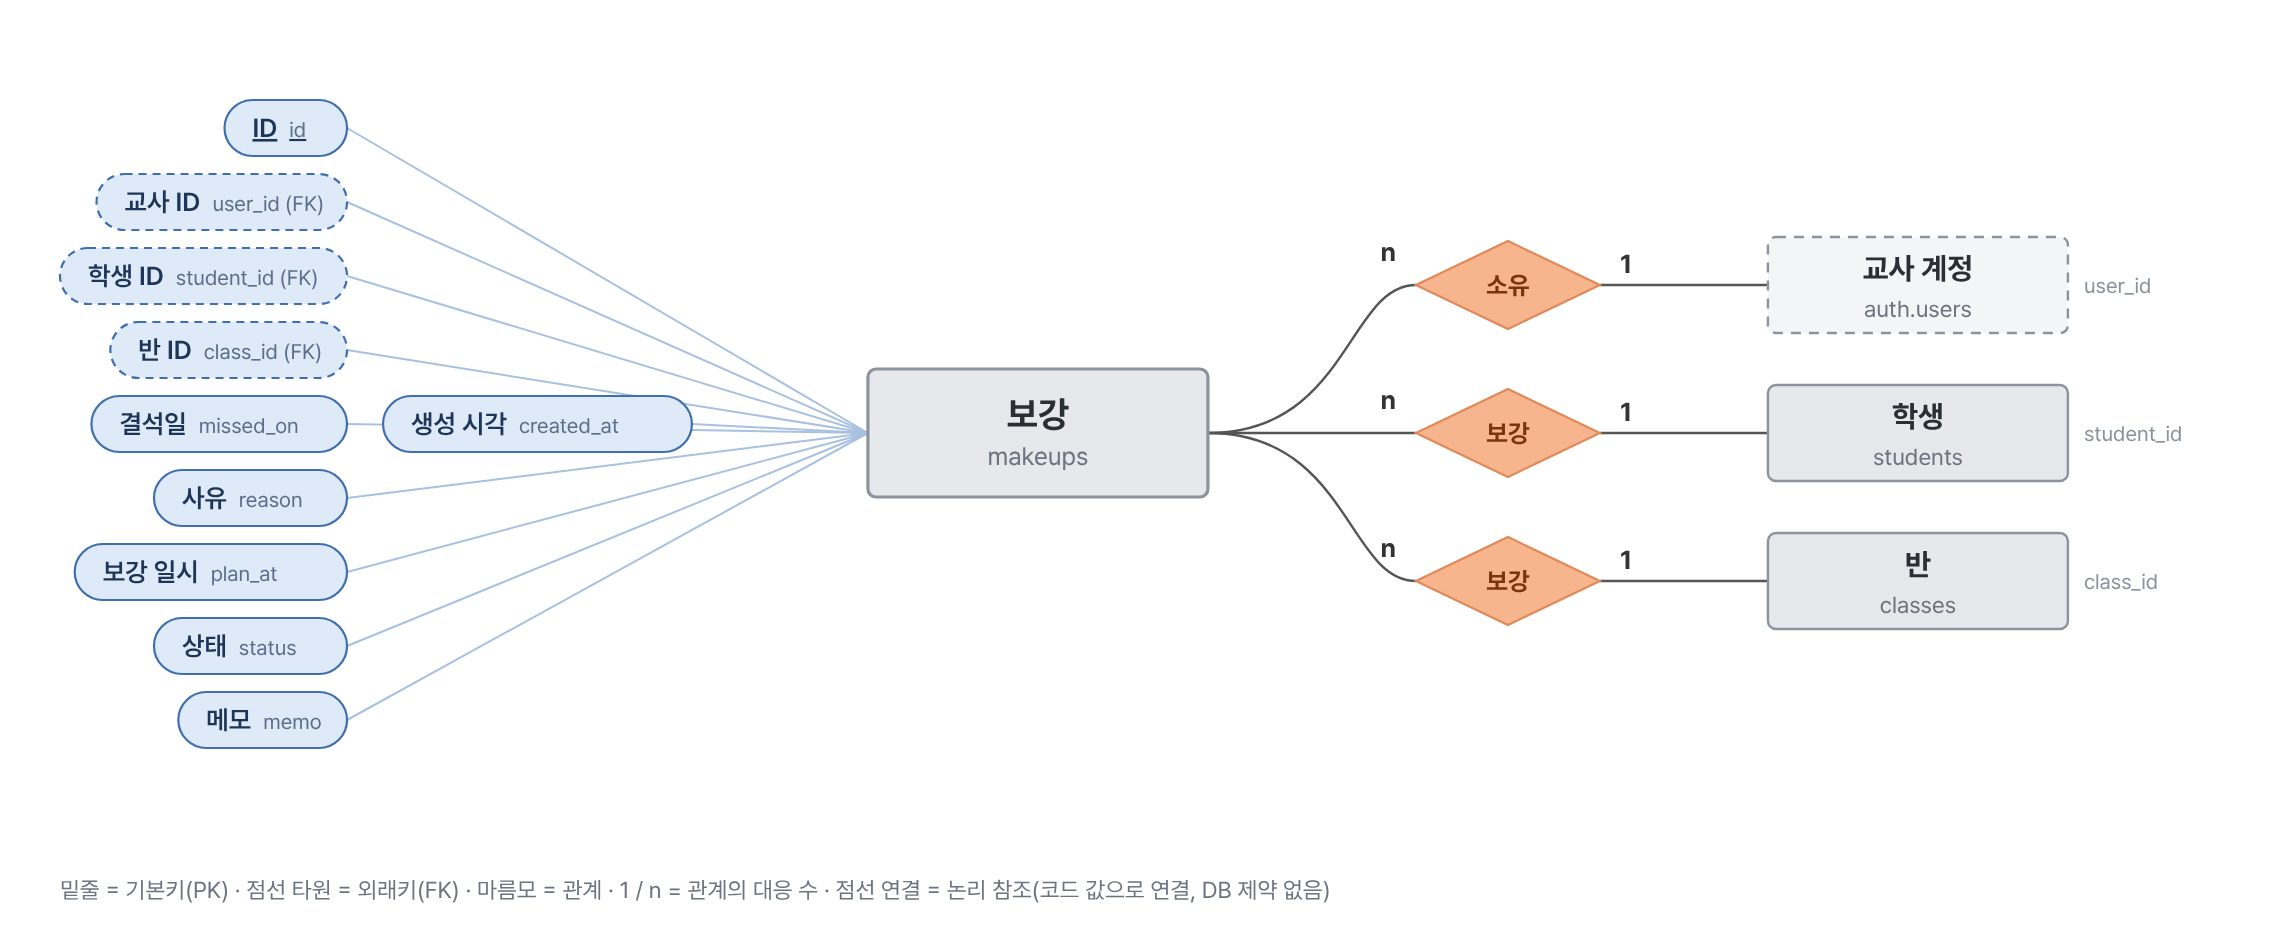 ID id
교사 ID user_id (FK)
학생 ID student_id (FK)
반 ID class_id (FK)
결석일 missed_on
생성 시각 created_at
사유 reason
보강 일시 plan_at
상태 status
메모 memo
보강
makeups
n
소유
1
교사 계정
auth.users
user_id
n
보강
1
학생
students
student_id
n
보강
1
반
classes
class_id
밑줄 = 기본키(PK) · 점선 타원 = 외래키(FK) · 마름모 = 관계 · 1 / n = 관계의 대응 수 · 점선 연결 = 논리 참조(코드 값으로 연결, DB 제약 없음)